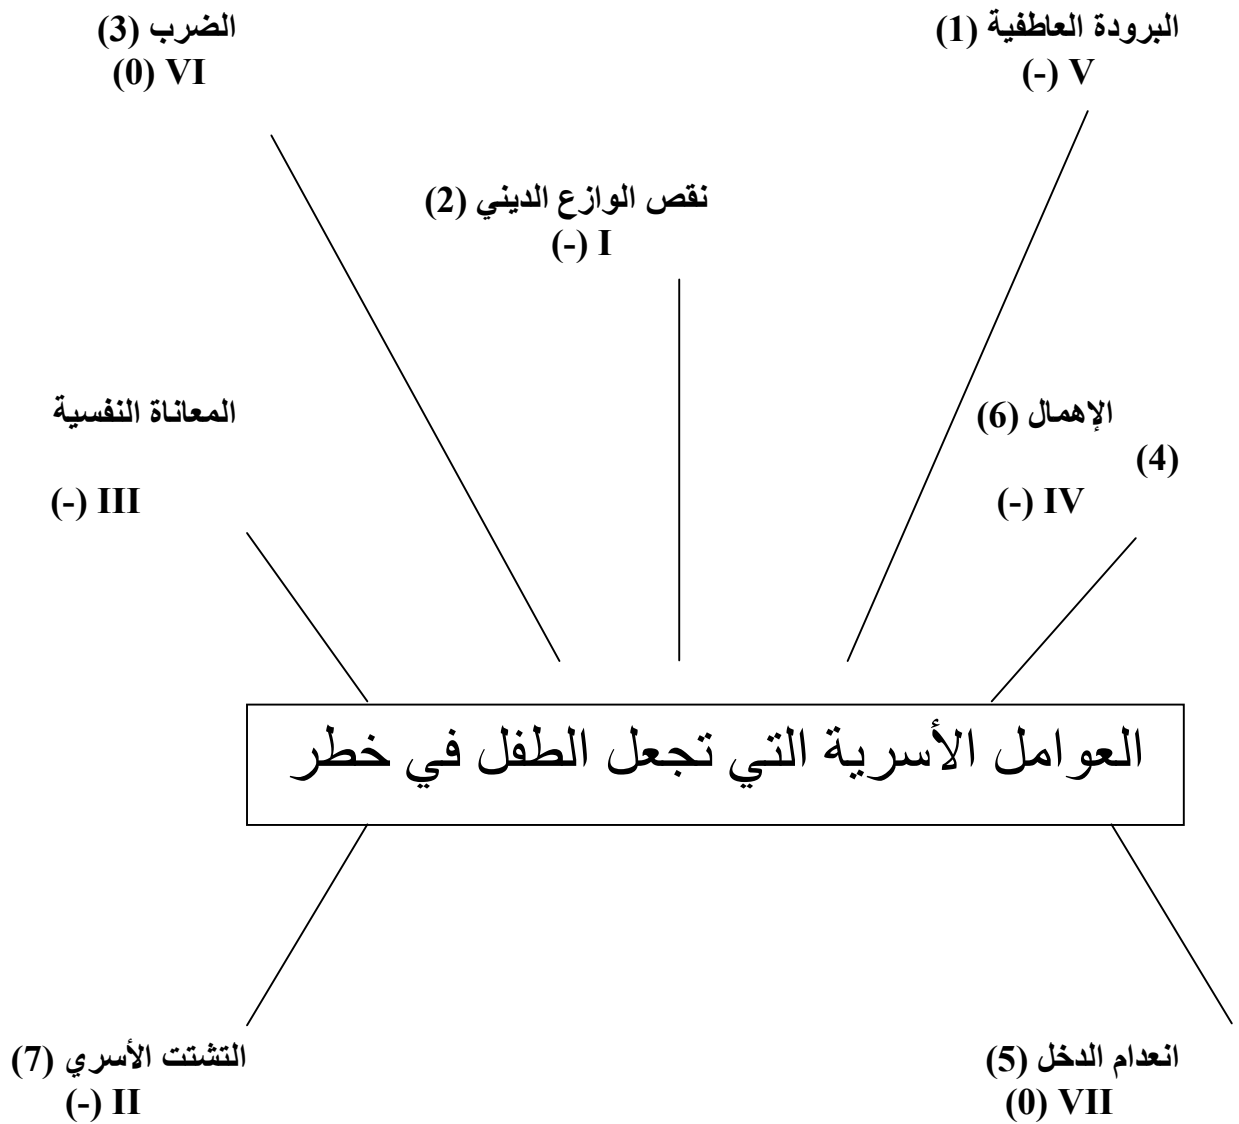 البرودة العاطفية (1)
(-) V
الضرب (3)
(0) VI
نقص الوازع الديني (2)
(-) I
الإهمال (6)
(4)
(-) IV
المعاناة النفسية
(-) III
العوامل الأسرية التي تجعل الطفل في خطر
انعدام الدخل (5)
(0) VII
التشتت الأسري (7)
(-) II